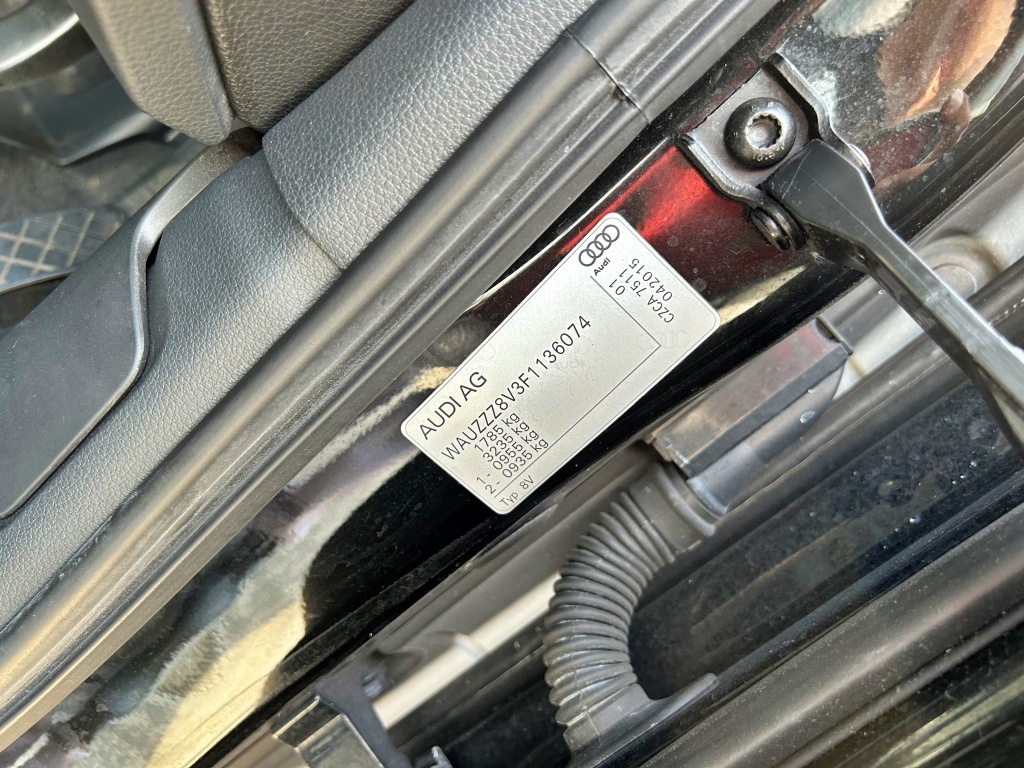 AUDI AG
WAUZZZ8V3F1136074
1785 kg
3235 kg
1- 0955 kg
2- 0935 kg
Typ 8V
Audi
01
CZCA 7511
042015